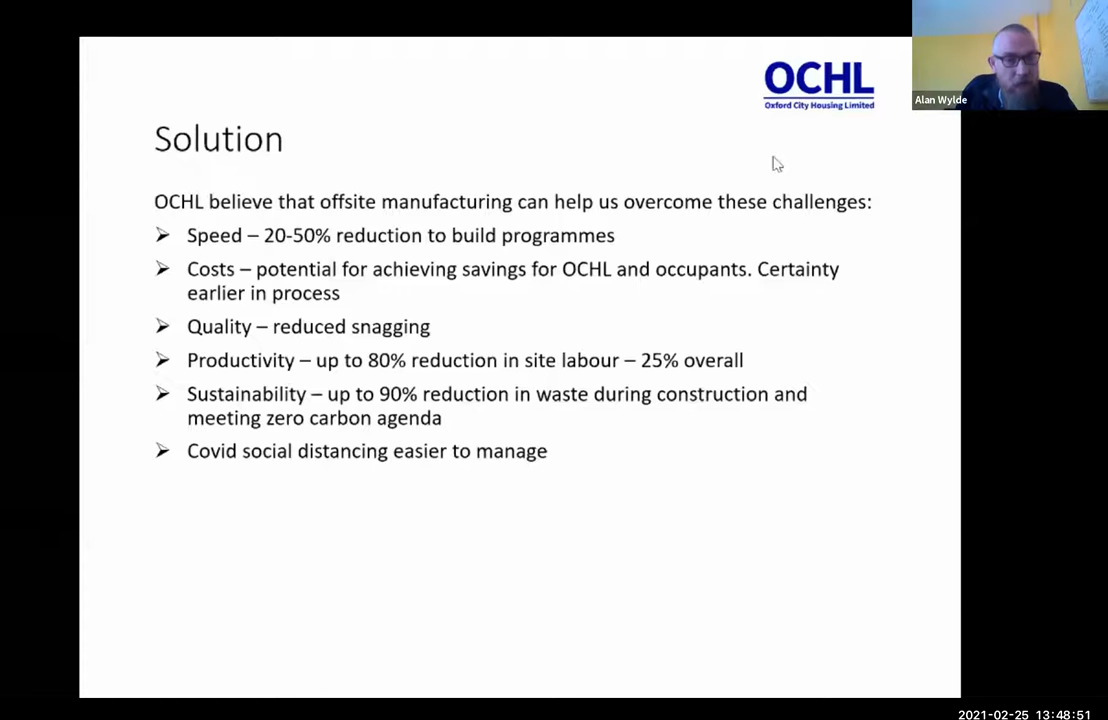 OCHL
Oxford City Housing Limited
Alan Wylde
Solution
OCHL believe that offsite manufacturing can help us overcome these challenges:
➢ Speed – 20-50% reduction to build programmes
➢ Costs – potential for achieving savings for OCHL and occupants. Certainty
earlier in process
➢ Quality – reduced snagging
➢ Productivity – up to 80% reduction in site labour – 25% overall
➢ Sustainability – up to 90% reduction in waste during construction and
meeting zero carbon agenda
➢ Covid social distancing easier to manage
2021-02-25 13:48:51